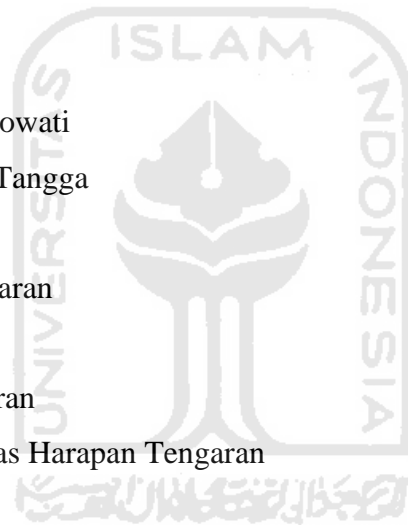 ISLAM
UNIVERSITAS
INDONESIA
owati
Tangga
aran
ran
as Harapan Tengaran